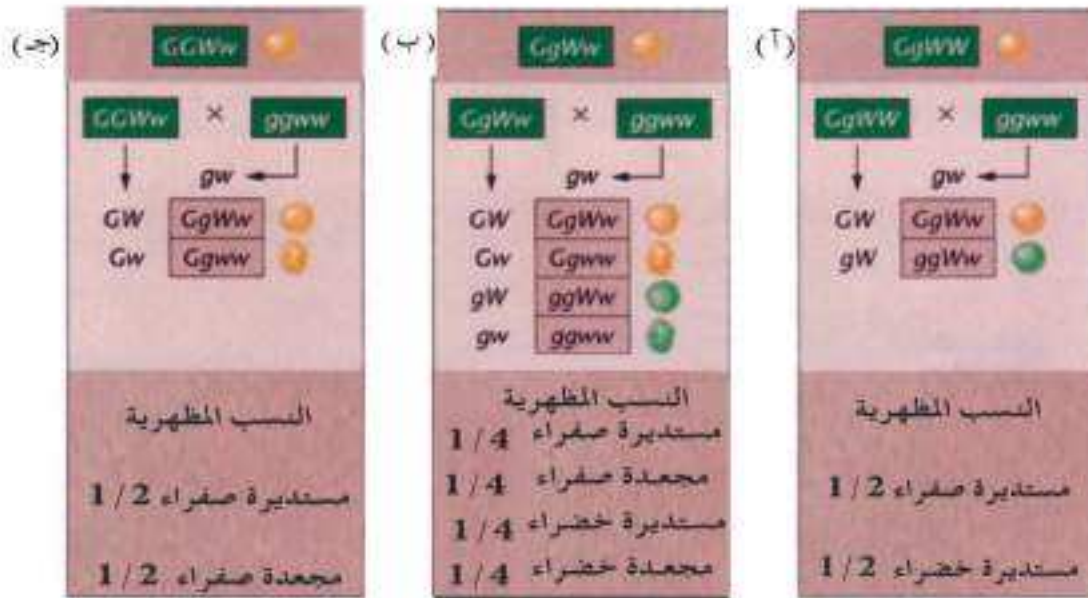 (أ)
GgWW
GgWW × ggww
gw
GW GgWw
gW ggWw
النسب المظهرية
مستديرة صفراء 1/2
مستديرة خضراء 1/2
(ب)
GgWw
GgWw × ggww
gw
GW GgWw
Gw Ggww
gW ggWw
gw ggww
النسب المظهرية
مستديرة صفراء 1/4
مجعدة صفراء 1/4
مستديرة خضراء 1/4
مجعدة خضراء 1/4
(جـ)
GGWw
GGWw × ggww
gw
GW GgWw
Gw Ggww
النسب المظهرية
مستديرة صفراء 1/2
مجعدة صفراء 1/2